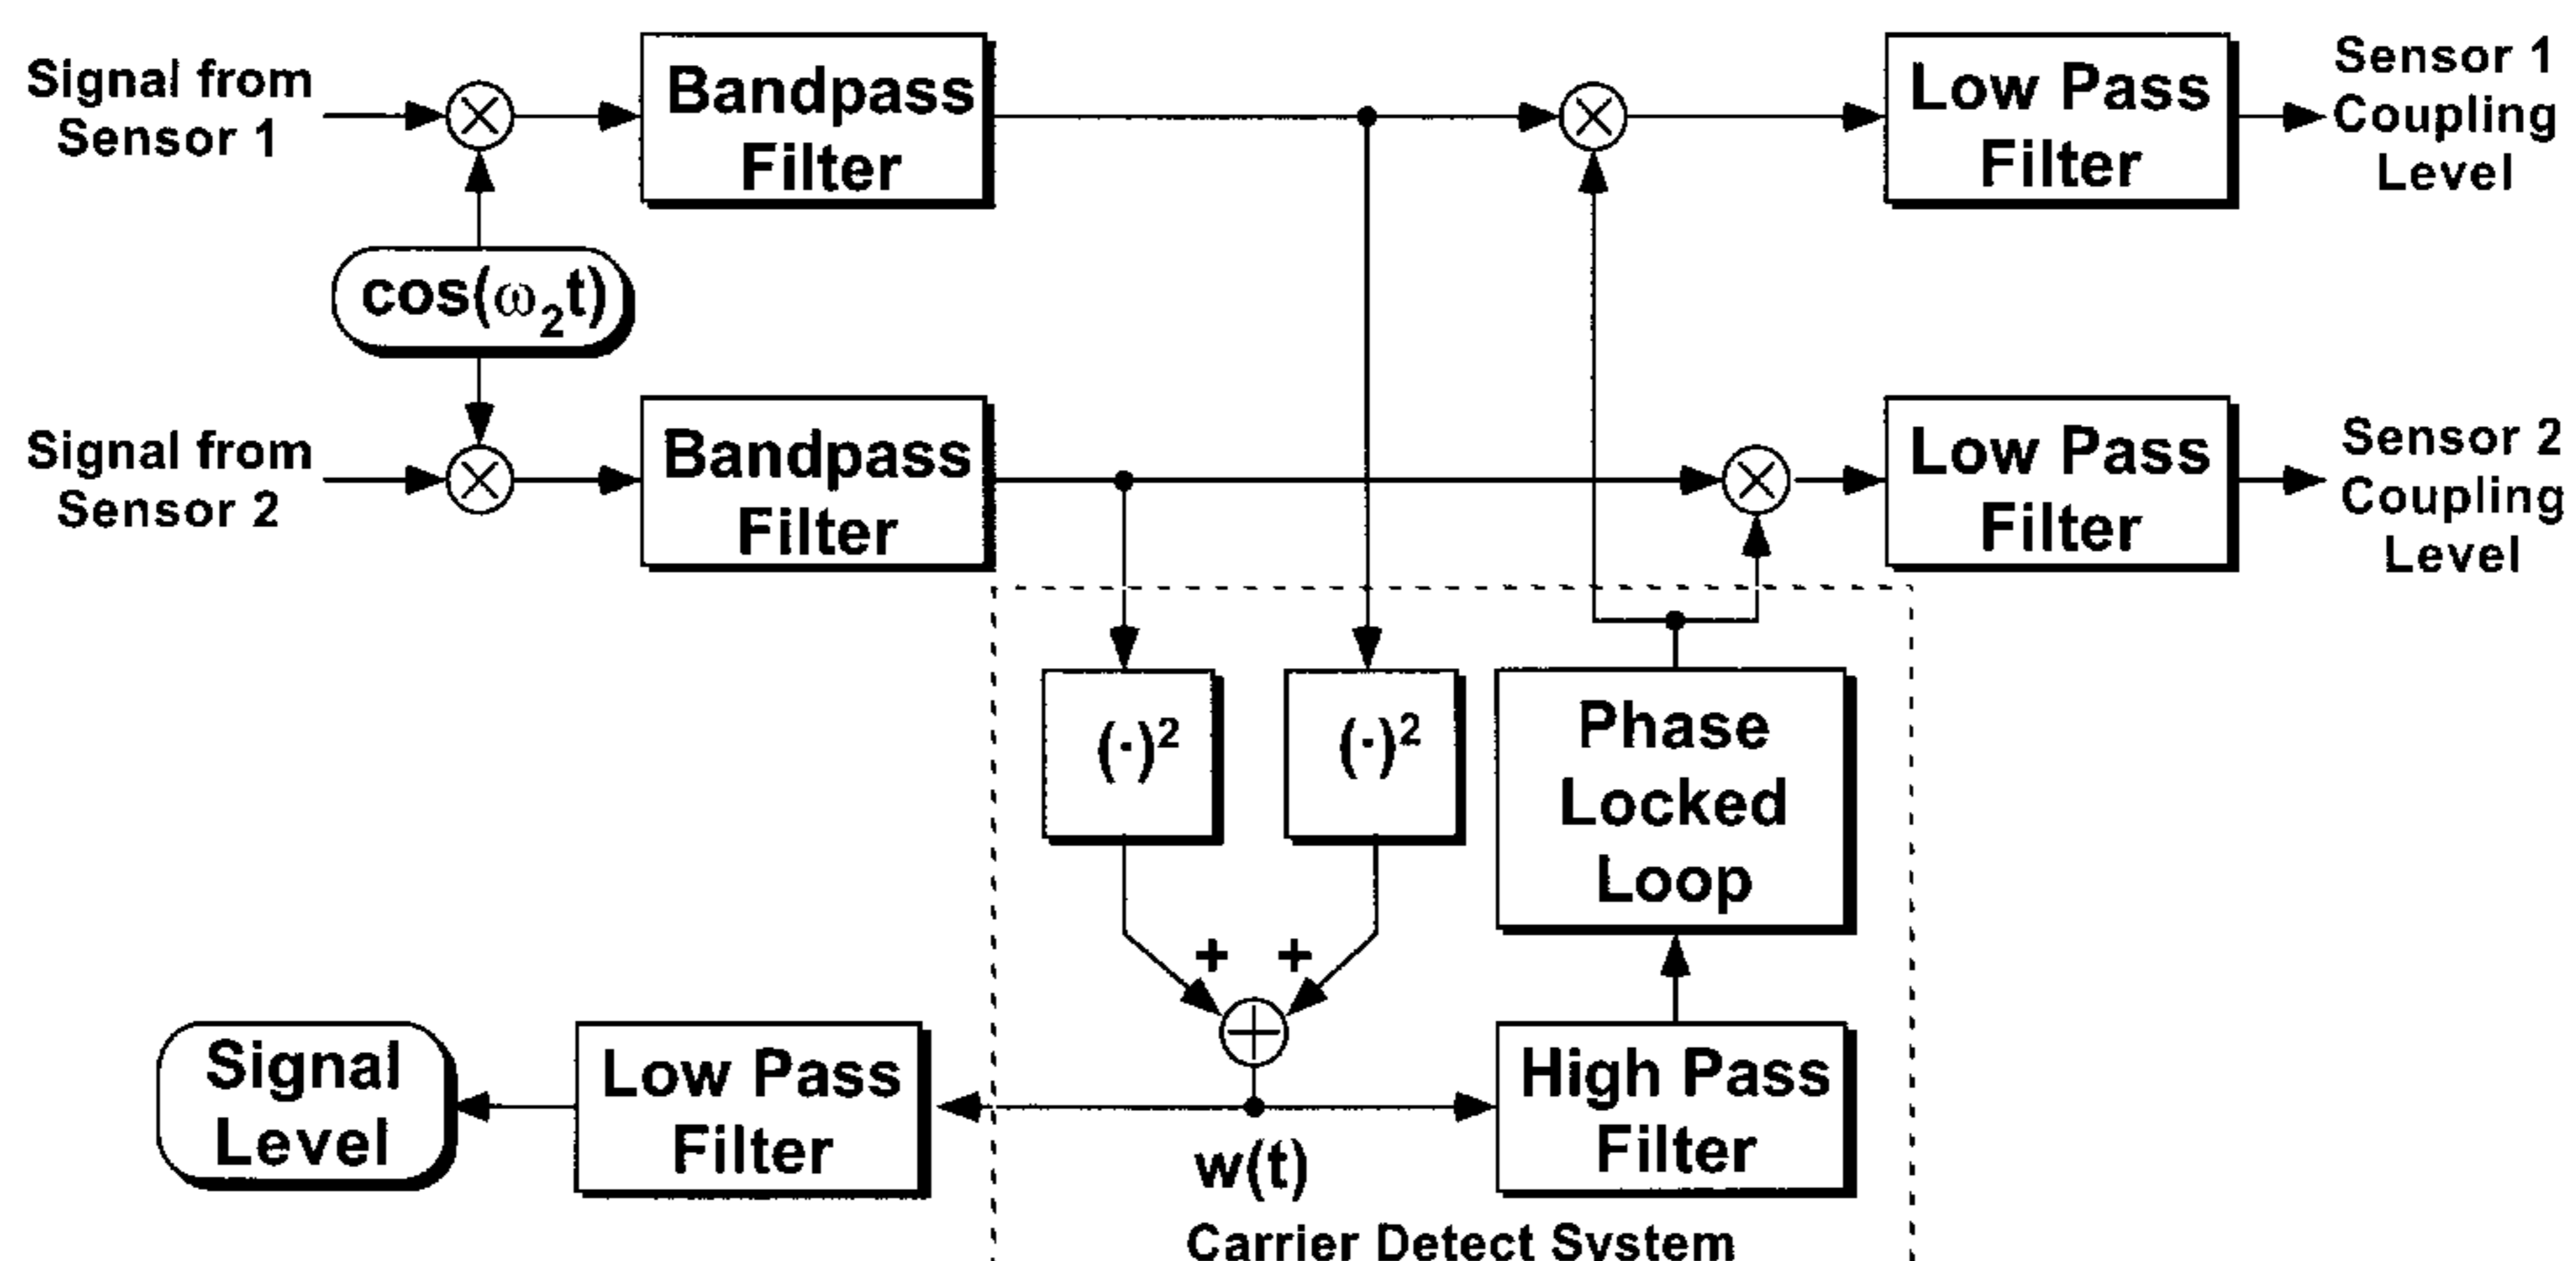 Signal from
Sensor 1
Bandpass
Filter
Low Pass
Filter
Sensor 1
Coupling
Level
cos(ω₂t)
Signal from
Sensor 2
Bandpass
Filter
Low Pass
Filter
Sensor 2
Coupling
Level
(·)²
(·)²
Phase
Locked
Loop
+ +
Signal
Level
Low Pass
Filter
w(t)
High Pass
Filter
Carrier Detect System